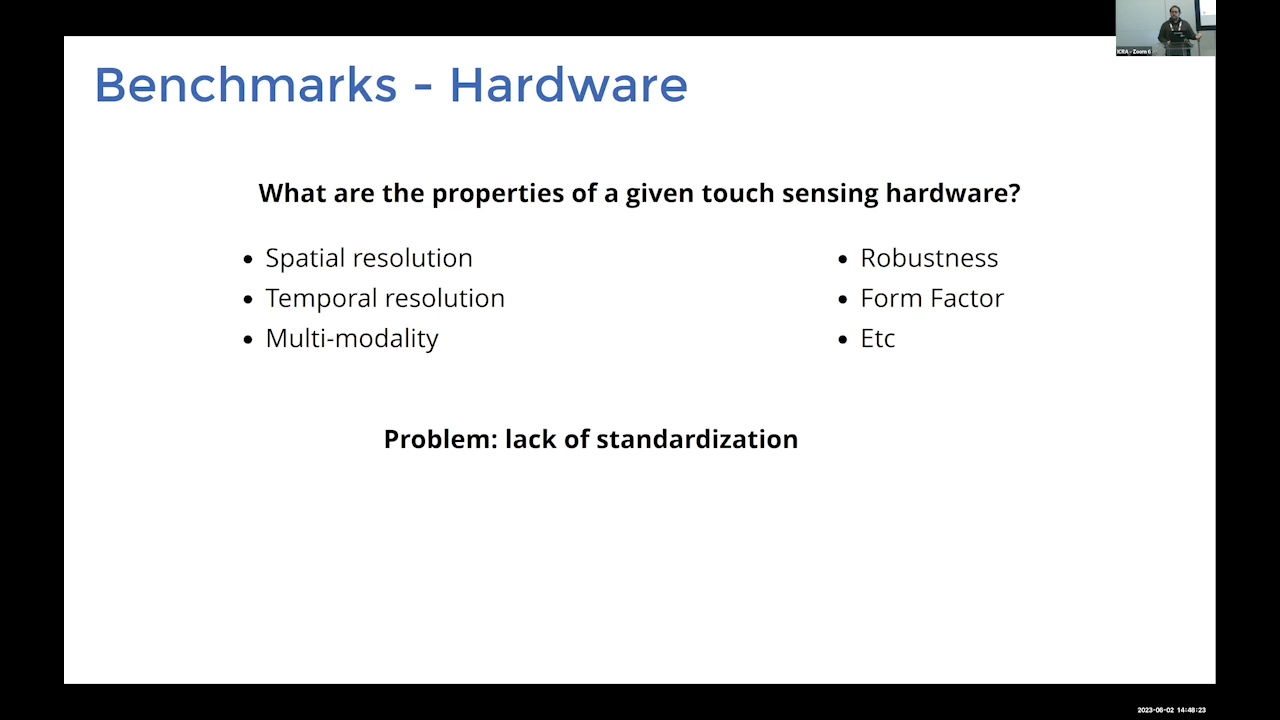 ICRA - Zoom 6
Benchmarks - Hardware
What are the properties of a given touch sensing hardware?
• Spatial resolution
• Temporal resolution
• Multi-modality
• Robustness
• Form Factor
• Etc
Problem: lack of standardization
2023-06-02 14:48:23